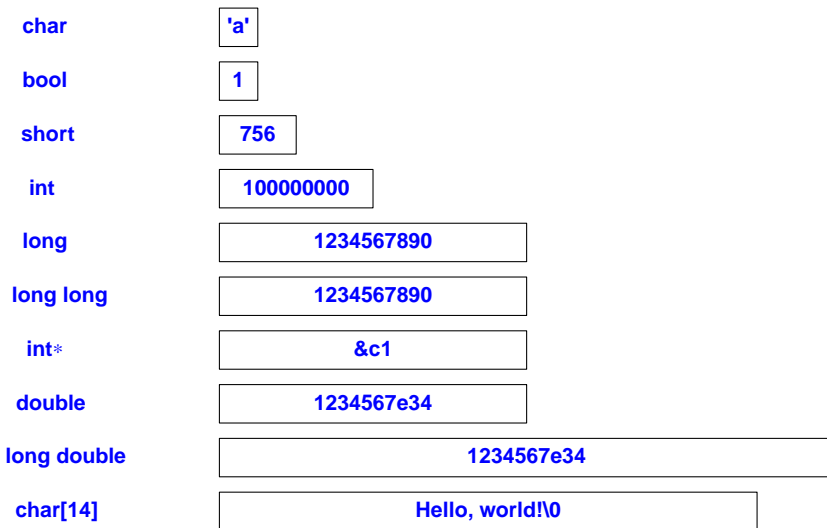 char 'a'
bool 1
short 756
int 100000000
long 1234567890
long long 1234567890
int∗ &c1
double 1234567e34
long double 1234567e34
char[14] Hello, world!\0